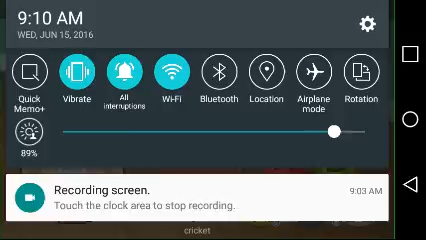 9:10 AM
WED, JUN 15, 2016
Quick Memo+
Vibrate
All interruptions
Wi-Fi
Bluetooth
Location
Airplane mode
Rotation
89%
Recording screen.
9:03 AM
Touch the clock area to stop recording.
cricket